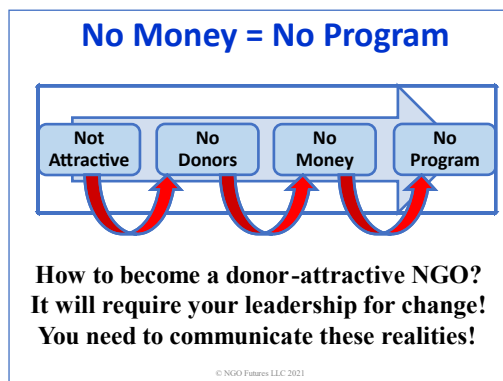 No Money = No Program
Not
Attractive
No
Donors
No
Money
No
Program
How to become a donor-attractive NGO?
It will require your leadership for change!
You need to communicate these realities!
© NGO Futures LLC 2021